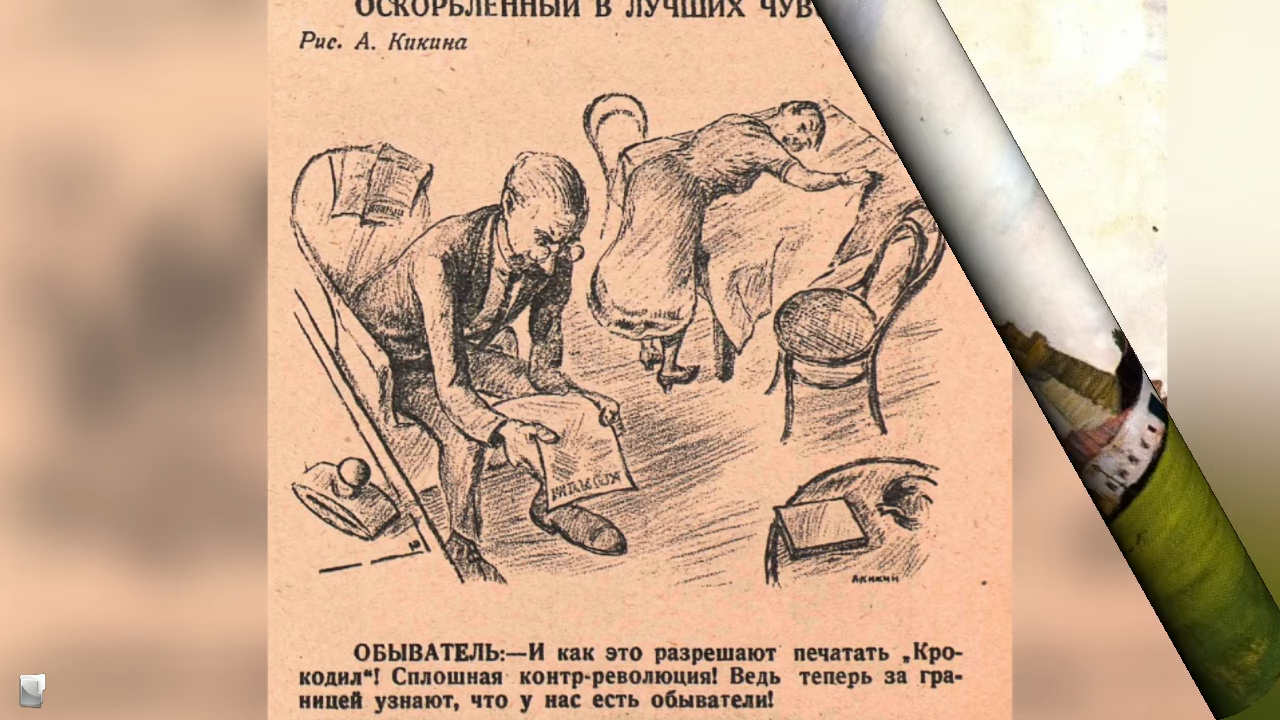 ОСКОРБЛЕННЫЙ В ЛУЧШИХ
Рис. А. Кикина
А.КИКИН
ОБЫВАТЕЛЬ:—И как это разрешают печатать „Кро-
кодил“! Сплошная контр-революция! Ведь теперь за гра-
ницей узнают, что у нас есть обыватели!